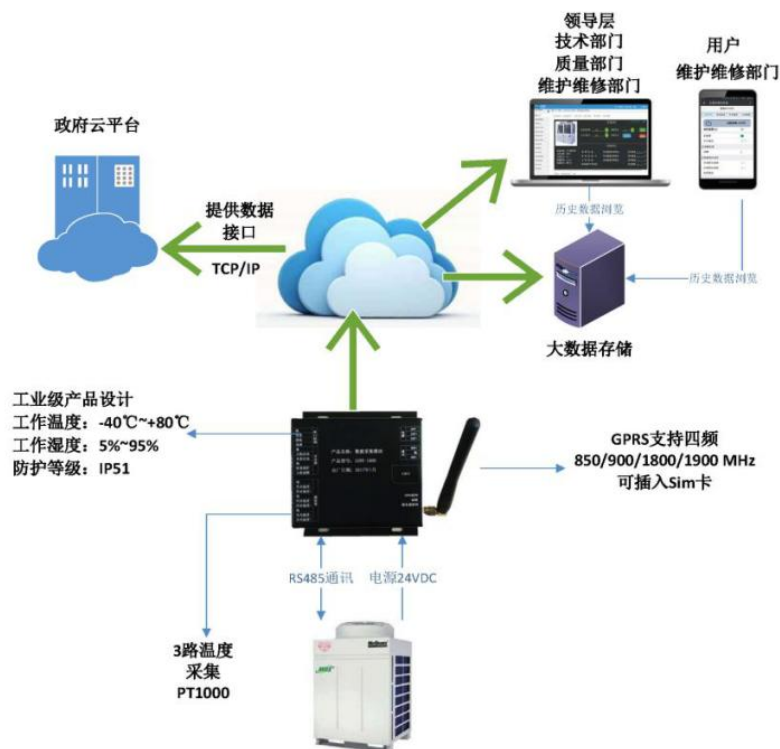 领导层
技术部门
质量部门
维护维修部门
用户
维护维修部门
政府云平台
提供数据
接口
TCP/IP
历史数据浏览
历史数据浏览
大数据存储
工业级产品设计
工作温度：-40℃~+80℃
工作湿度：5%~95%
防护等级：IP51
GPRS支持四频
850/900/1800/1900 MHz
可插入Sim卡
RS485通讯
电源24VDC
3路温度
采集
PT1000